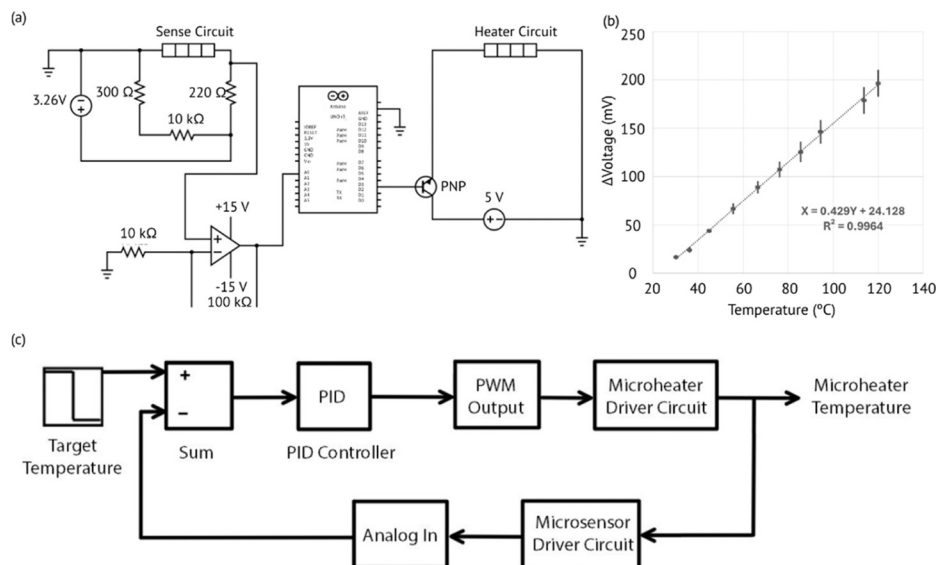 (a)
Sense Circuit
Heater Circuit
3.26V
300 Ω
220 Ω
10 kΩ
Arduino
PNP
5 V
+15 V
10 kΩ
+
−
-15 V
100 kΩ
(b)
ΔVoltage (mV)
250
200
150
100
50
0
X = 0.429Y + 24.128
R² = 0.9964
20 40 60 80 100 120 140
Temperature (ºC)
(c)
Target
Temperature
+
−
Sum
PID
PID Controller
PWM
Output
Microheater
Driver Circuit
Microheater
Temperature
Analog In
Microsensor
Driver Circuit